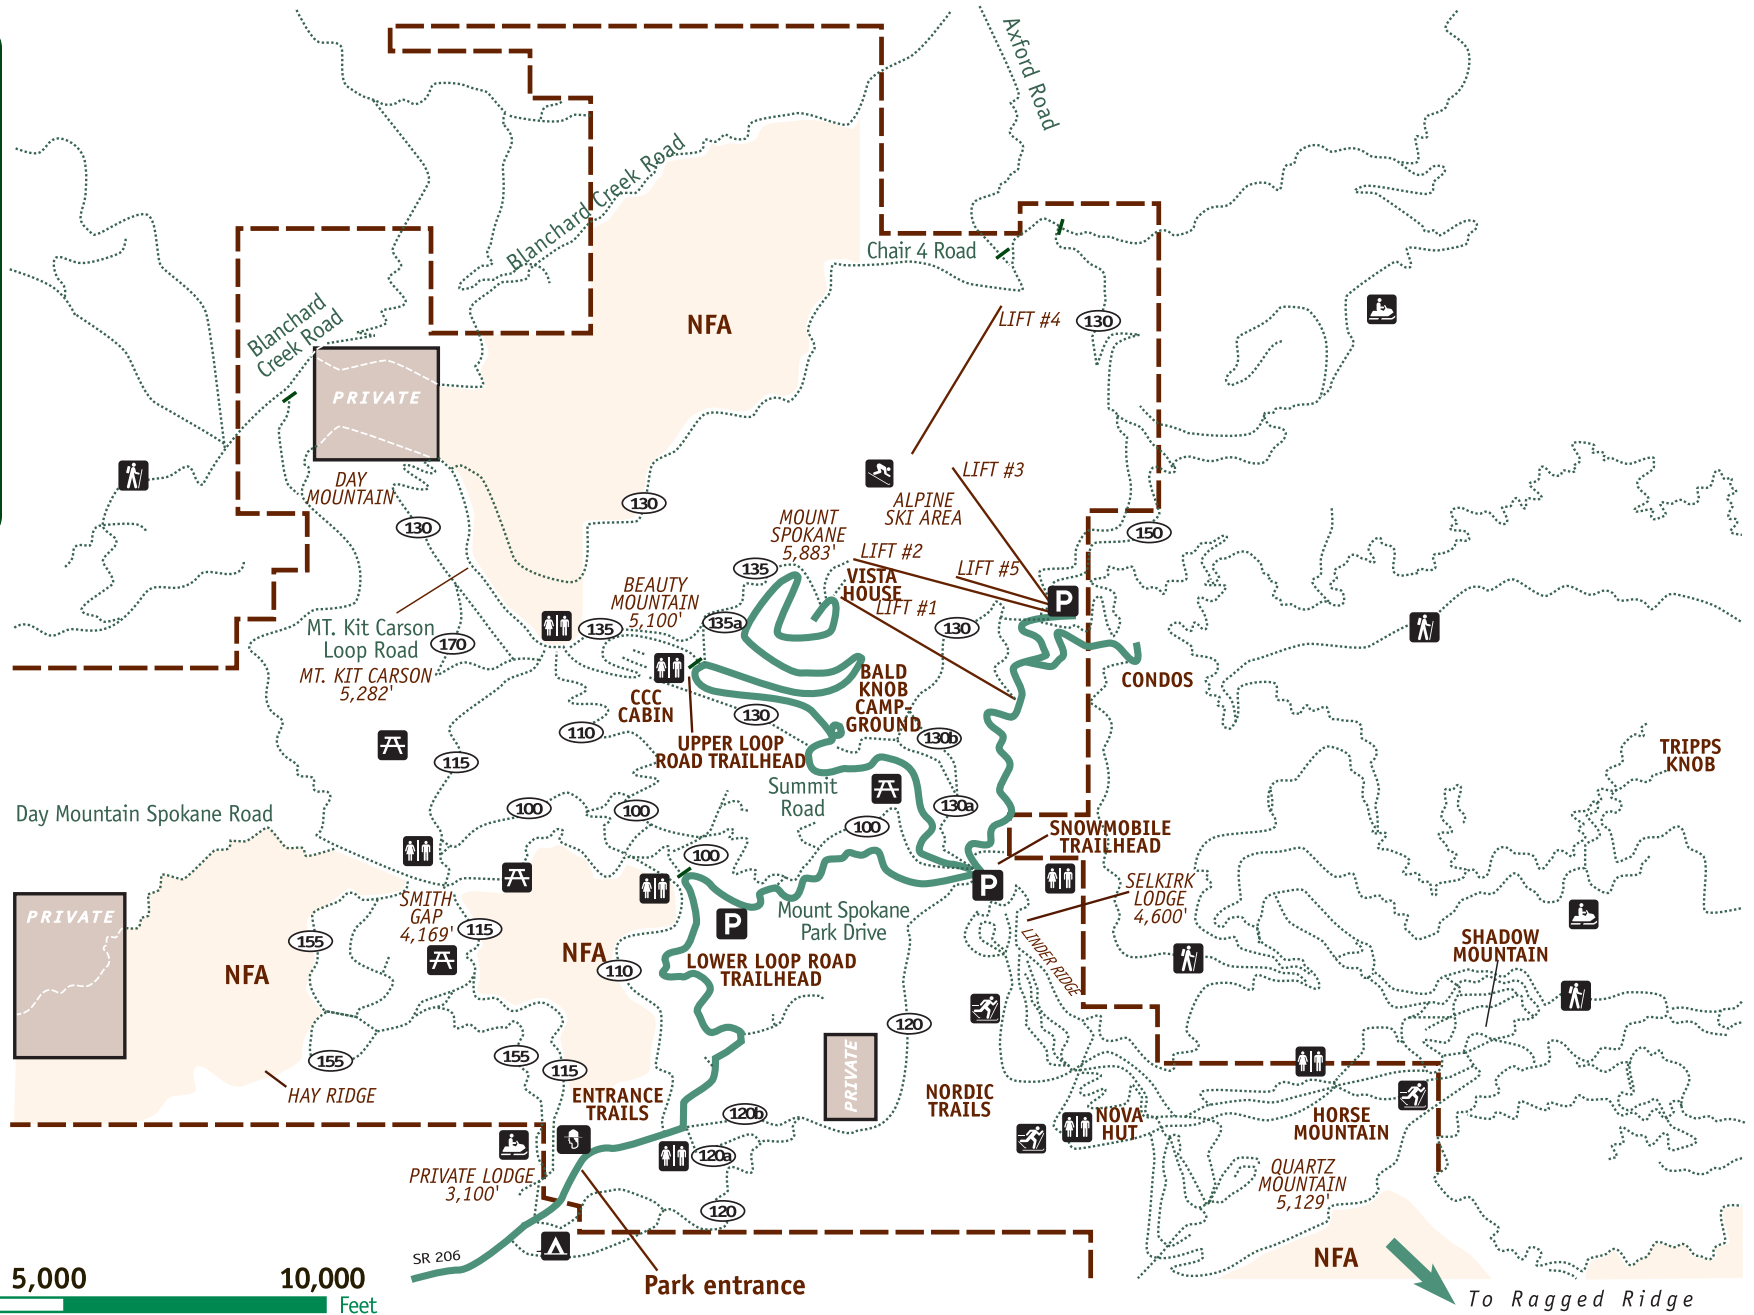 Axford Road
Blanchard Creek Road
Chair 4 Road
Blanchard
Creek Road
NFA
LIFT #4
130
PRIVATE
DAY
MOUNTAIN
130
130
LIFT #3
ALPINE
SKI AREA
MOUNT
SPOKANE
5,883'
LIFT #2
LIFT #5
150
135
VISTA
HOUSE
LIFT #1
BEAUTY
MOUNTAIN
5,100'
135
135a
130
MT. Kit Carson
Loop Road
170
MT. KIT CARSON
5,282'
P
CONDOS
CCC
CABIN
BALD
KNOB
CAMP-
GROUND
130
110
130b
UPPER LOOP
ROAD TRAILHEAD
115
TRIPPS
KNOB
Summit
Road
Day Mountain Spokane Road
100
100
100
130a
SNOWMOBILE
TRAILHEAD
100
P
SELKIRK
LODGE
4,600'
PRIVATE
SMITH
GAP
4,169'
115
155
P
Mount Spokane
Park Drive
LINDER RIDGE
SHADOW
MOUNTAIN
NFA
NFA
110
LOWER LOOP ROAD
TRAILHEAD
120
155
155
115
PRIVATE
HAY RIDGE
ENTRANCE
TRAILS
120b
NORDIC
TRAILS
NOVA
HUT
HORSE
MOUNTAIN
120a
PRIVATE LODGE
3,100'
QUARTZ
MOUNTAIN
5,129'
120
SR 206
NFA
Park entrance
5,000
10,000
Feet
To Ragged Ridge